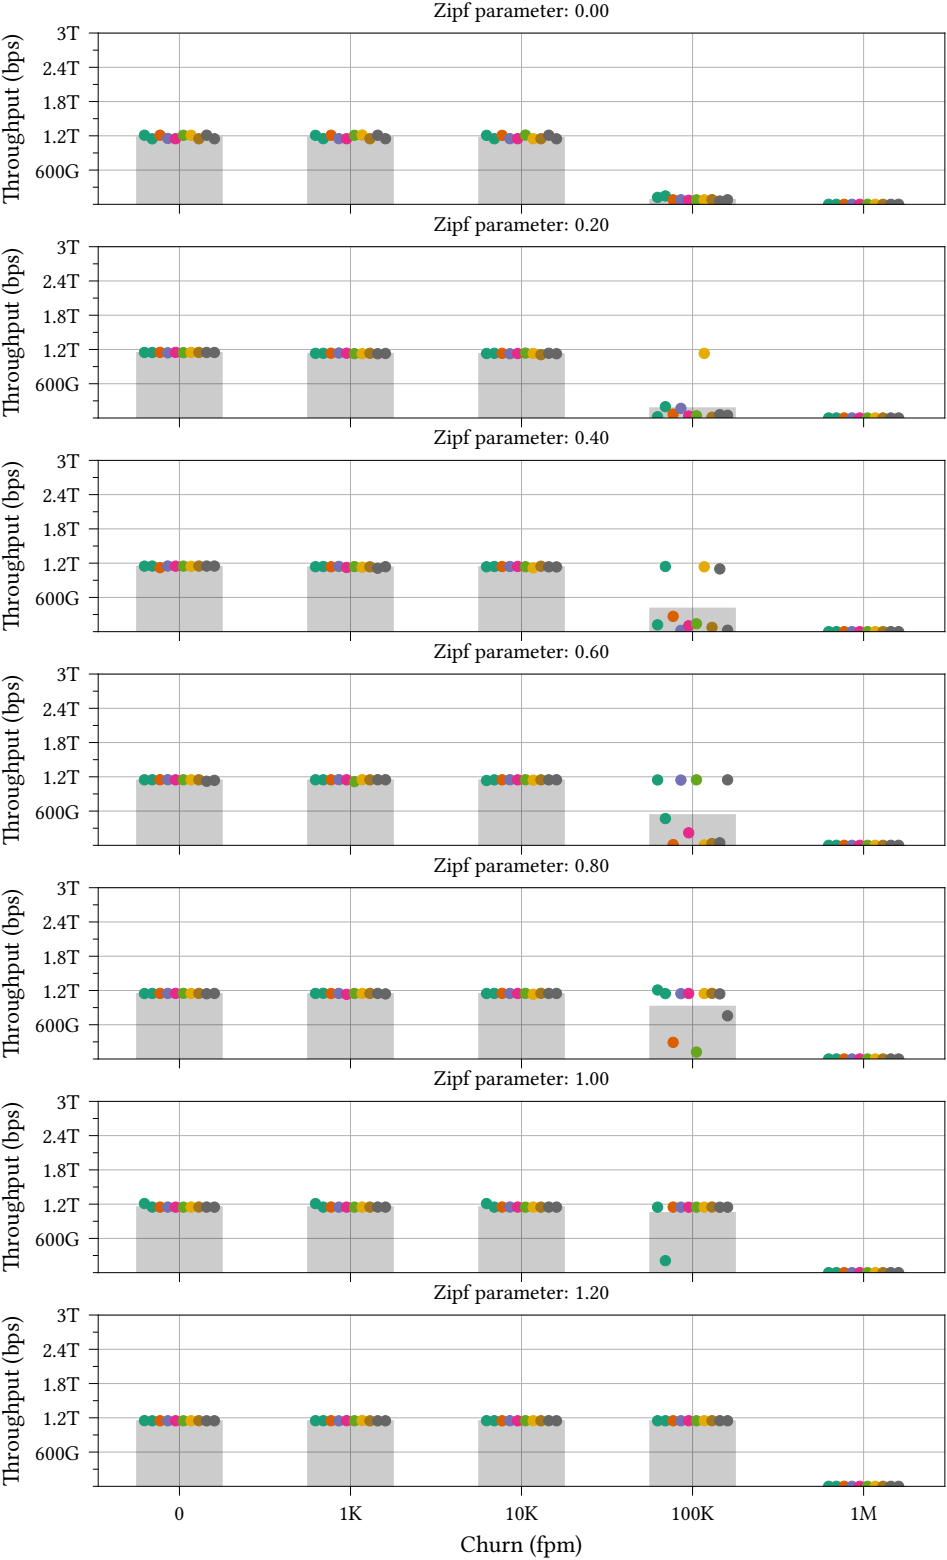 Zipf parameter: 0.00
Throughput (bps)
3T
2.4T
1.8T
1.2T
600G
Zipf parameter: 0.20
Throughput (bps)
3T
2.4T
1.8T
1.2T
600G
Zipf parameter: 0.40
Throughput (bps)
3T
2.4T
1.8T
1.2T
600G
Zipf parameter: 0.60
Throughput (bps)
3T
2.4T
1.8T
1.2T
600G
Zipf parameter: 0.80
Throughput (bps)
3T
2.4T
1.8T
1.2T
600G
Zipf parameter: 1.00
Throughput (bps)
3T
2.4T
1.8T
1.2T
600G
Zipf parameter: 1.20
Throughput (bps)
3T
2.4T
1.8T
1.2T
600G
0 1K 10K 100K 1M
Churn (fpm)